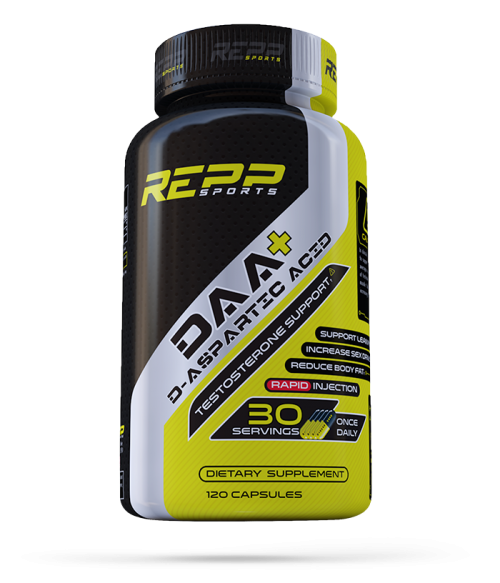 REPP
SPORTS
REPP
REPP
SPORTS
DAA+
D-ASPARTIC ACID
TESTOSTERONE SUPPORT
SUPPORT LEAN
INCREASE SEX
REDUCE BODY FAT
RAPID INJECTION
30
SERVINGS
ONCE
DAILY
DIETARY SUPPLEMENT
120 CAPSULES